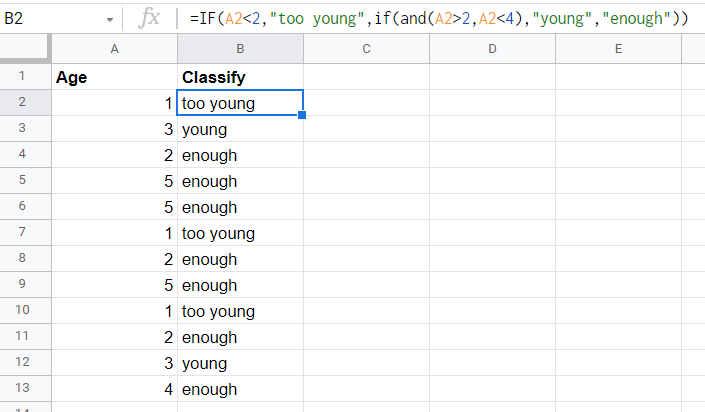 B2 fx =IF(A2<2,"too young",if(and(A2>2,A2<4),"young","enough"))
A B C D E
1 Age Classify
2 1 too young
3 3 young
4 2 enough
5 5 enough
6 5 enough
7 1 too young
8 2 enough
9 5 enough
10 1 too young
11 2 enough
12 3 young
13 4 enough